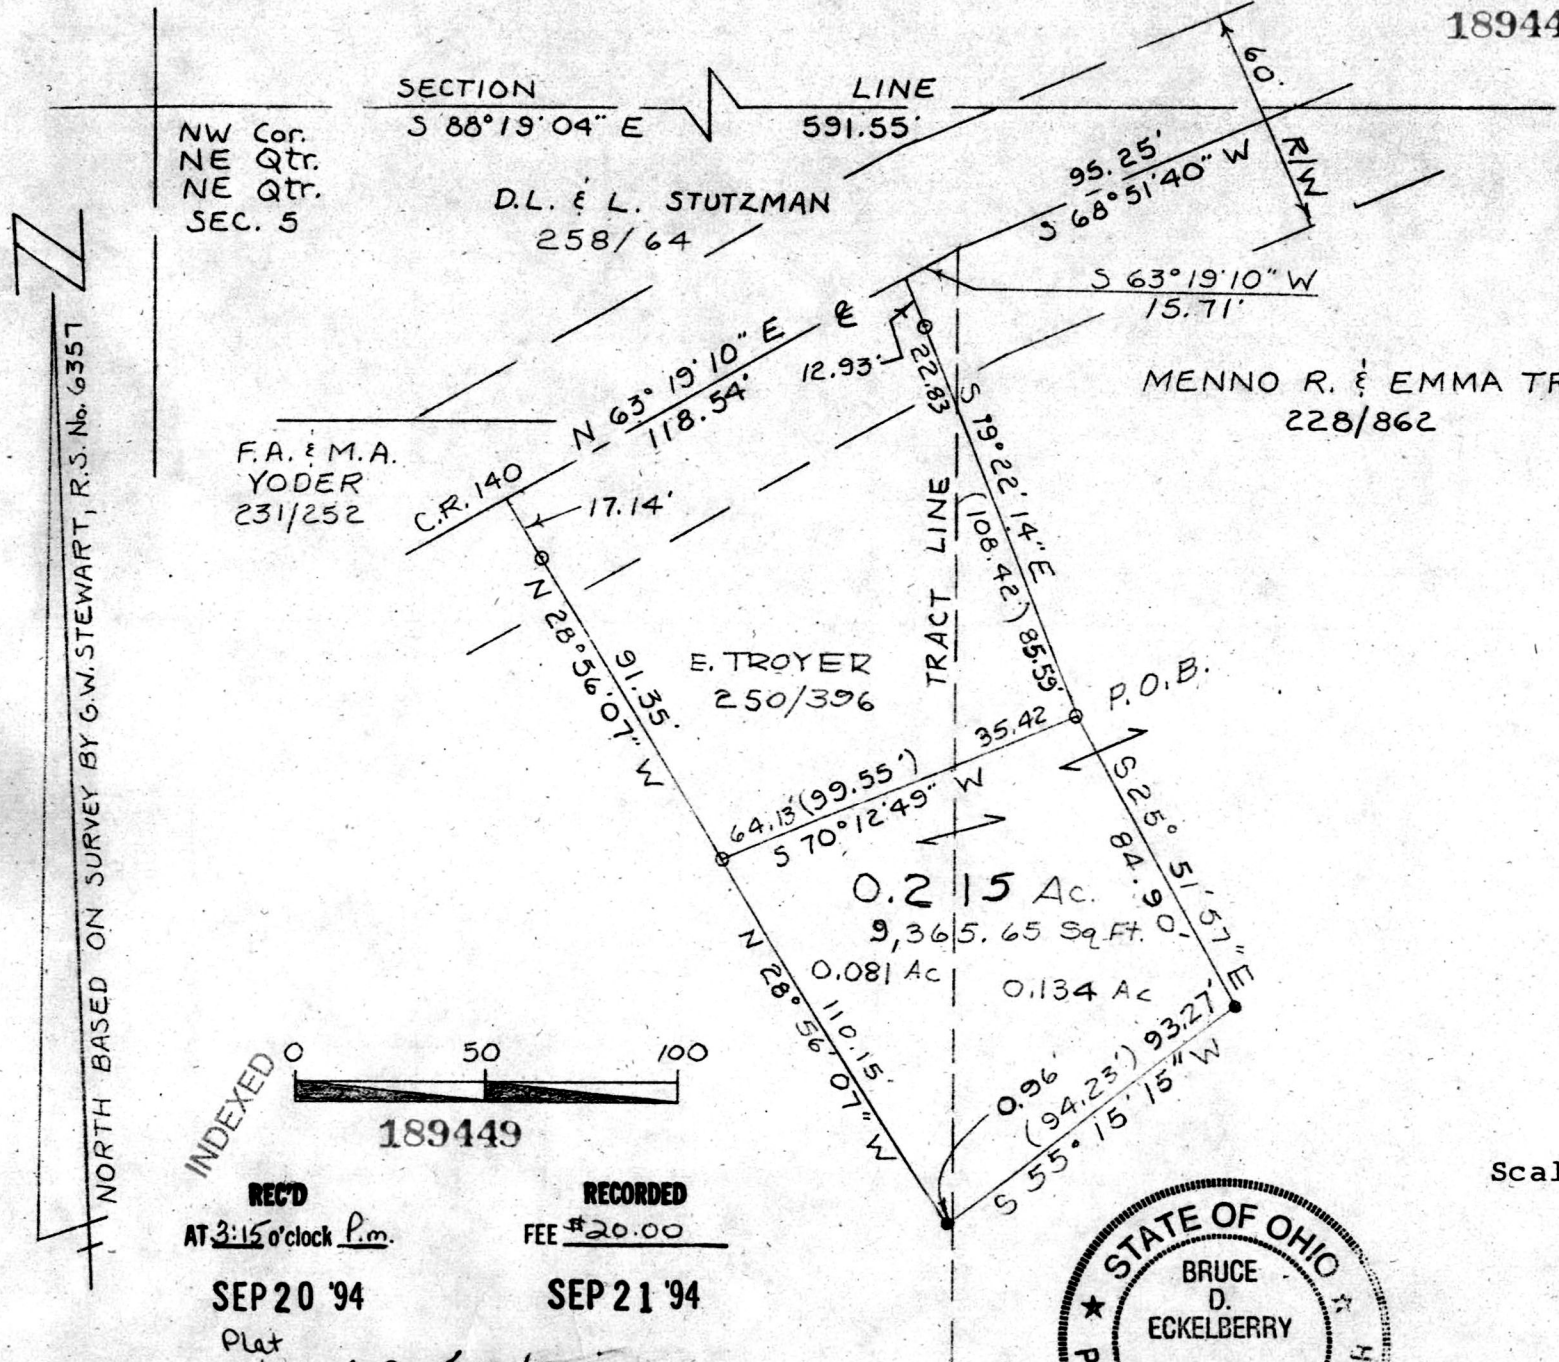 18944
SECTION LINE
S 88°19'04" E 591.55'
NW Cor.
NE Qtr.
NE Qtr.
SEC. 5
D.L. & L. STUTZMAN
258/64
60'
R/W
95.25'
S 68°51'40" W
S 63°19'10" W
15.71'
N 63°19'10" E ℄
118.54'
12.93'
22.83
S 19°22'14" E
(108.42')
85.59'
MENNO R. & EMMA TR
228/862
F.A. & M.A.
YODER
231/252
C.R. 140
17.14'
N 28°56'07" W
91.35'
E. TROYER
250/396
TRACT LINE
P.O.B.
35.42
64.13' (99.55')
S 70°12'49" W
S 25° 51' 57" E
84.90'
0.215 Ac.
9,365.65 Sq.Ft.
0.081 Ac
0.134 Ac
N 28° 56' 07" W
110.15'
0.96'
(94.23') 93.27'
S 55° 15' 15" W
NORTH BASED ON SURVEY BY G.W. STEWART, R.S. No. 6357
0 50 100
INDEXED
189449
REC'D
AT 3:15 o'clock P.m.
SEP 20 '94
Plat
RECORDED
FEE $20.00
SEP 21 '94
Scal
STATE OF OHIO
BRUCE
D.
ECKELBERRY